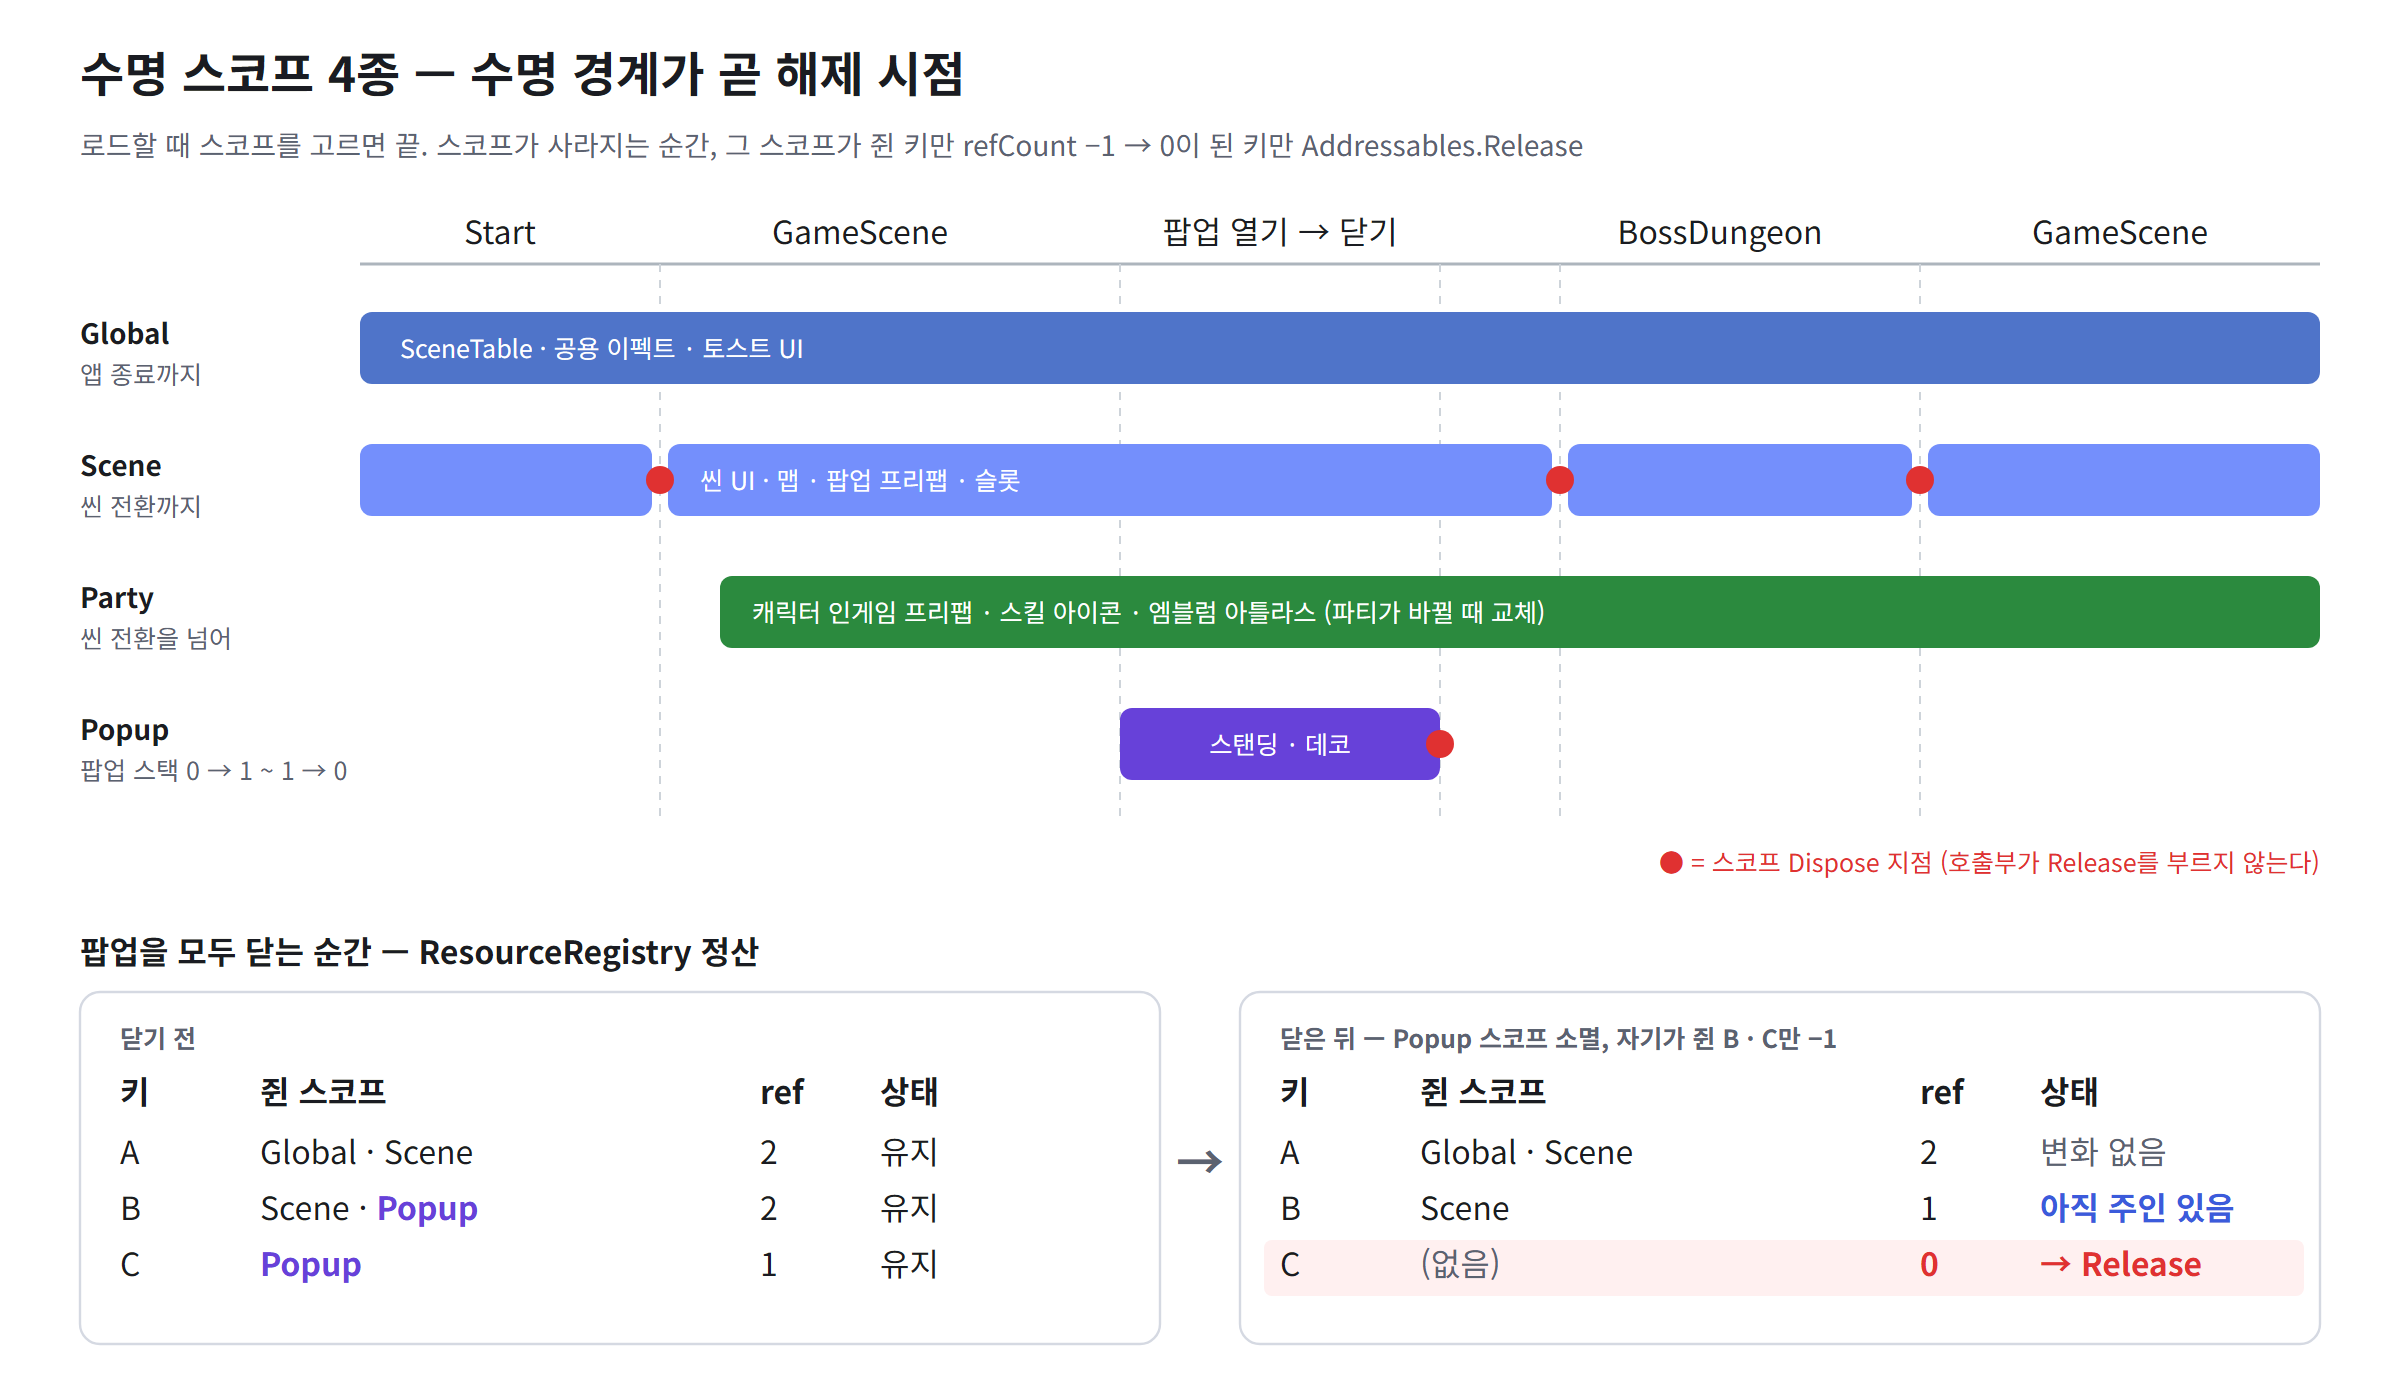 수명 스코프 4종 — 수명 경계가 곧 해제 시점
로드할 때 스코프를 고르면 끝. 스코프가 사라지는 순간, 그 스코프가 쥔 키만 refCount −1 → 0이 된 키만 Addressables.Release
Start GameScene 팝업 열기 → 닫기 BossDungeon GameScene
Global
앱 종료까지
SceneTable · 공용 이펙트 · 토스트 UI
Scene
씬 전환까지
씬 UI · 맵 · 팝업 프리팹 · 슬롯
Party
씬 전환을 넘어
캐릭터 인게임 프리팹 · 스킬 아이콘 · 엠블럼 아틀라스 (파티가 바뀔 때 교체)
Popup
팝업 스택 0 → 1 ~ 1 → 0
스탠딩 · 데코
= 스코프 Dispose 지점 (호출부가 Release를 부르지 않는다)
팝업을 모두 닫는 순간 — ResourceRegistry 정산
닫기 전
키 쥔 스코프 ref 상태
A Global · Scene 2 유지
B Scene · Popup 2 유지
C Popup 1 유지
→
닫은 뒤 — Popup 스코프 소멸, 자기가 쥔 B · C만 −1
키 쥔 스코프 ref 상태
A Global · Scene 2 변화 없음
B Scene 1 아직 주인 있음
C (없음) 0 → Release